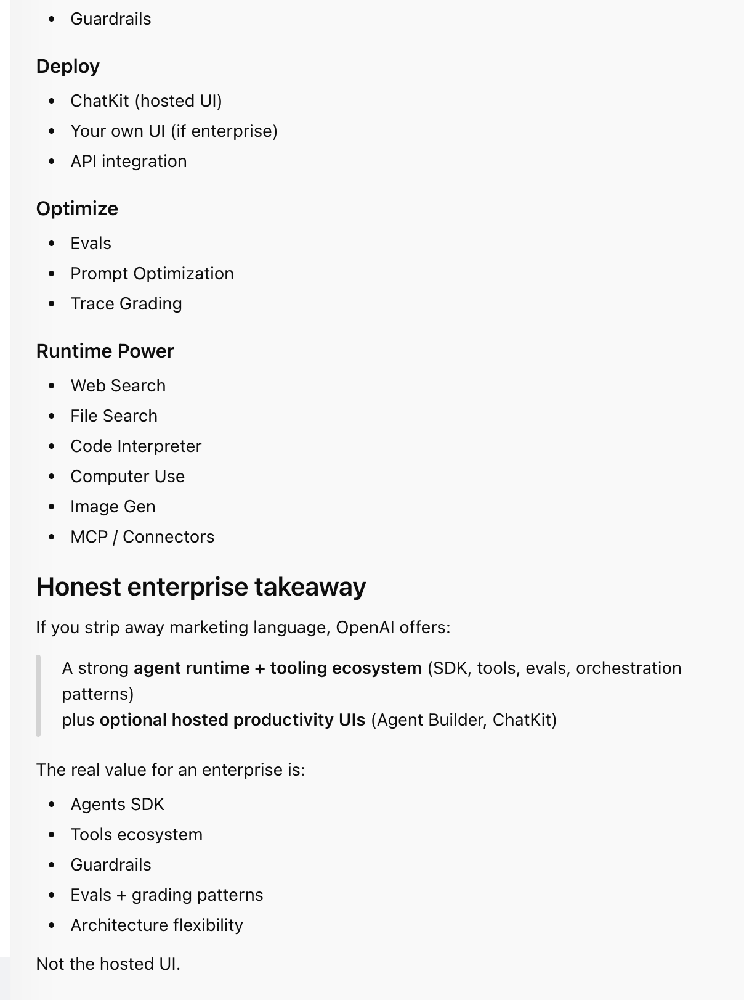 Guardrails
Deploy
ChatKit (hosted UI)
Your own UI (if enterprise)
API integration
Optimize
Evals
Prompt Optimization
Trace Grading
Runtime Power
Web Search
File Search
Code Interpreter
Computer Use
Image Gen
MCP / Connectors
Honest enterprise takeaway
If you strip away marketing language, OpenAI offers:
A strong agent runtime + tooling ecosystem (SDK, tools, evals, orchestration
patterns)
plus optional hosted productivity UIs (Agent Builder, ChatKit)
The real value for an enterprise is:
Agents SDK
Tools ecosystem
Guardrails
Evals + grading patterns
Architecture flexibility
Not the hosted UI.